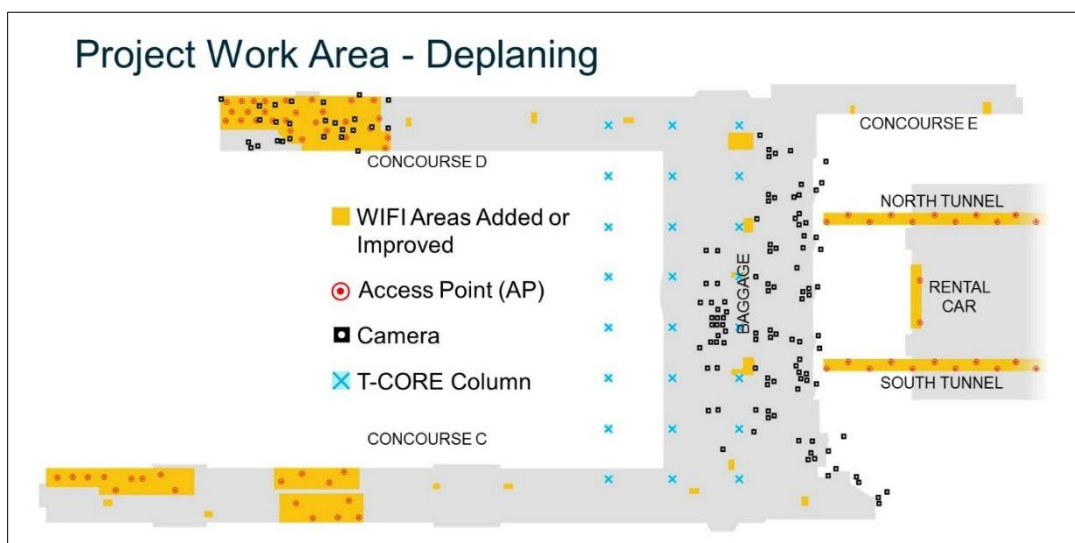 Project Work Area - Deplaning
CONCOURSE E
CONCOURSE D
NORTH TUNNEL
WIFI Areas Added or
Improved
Access Point (AP)
BAGGAGE
RENTAL
CAR
Camera
T-CORE Column
SOUTH TUNNEL
CONCOURSE C